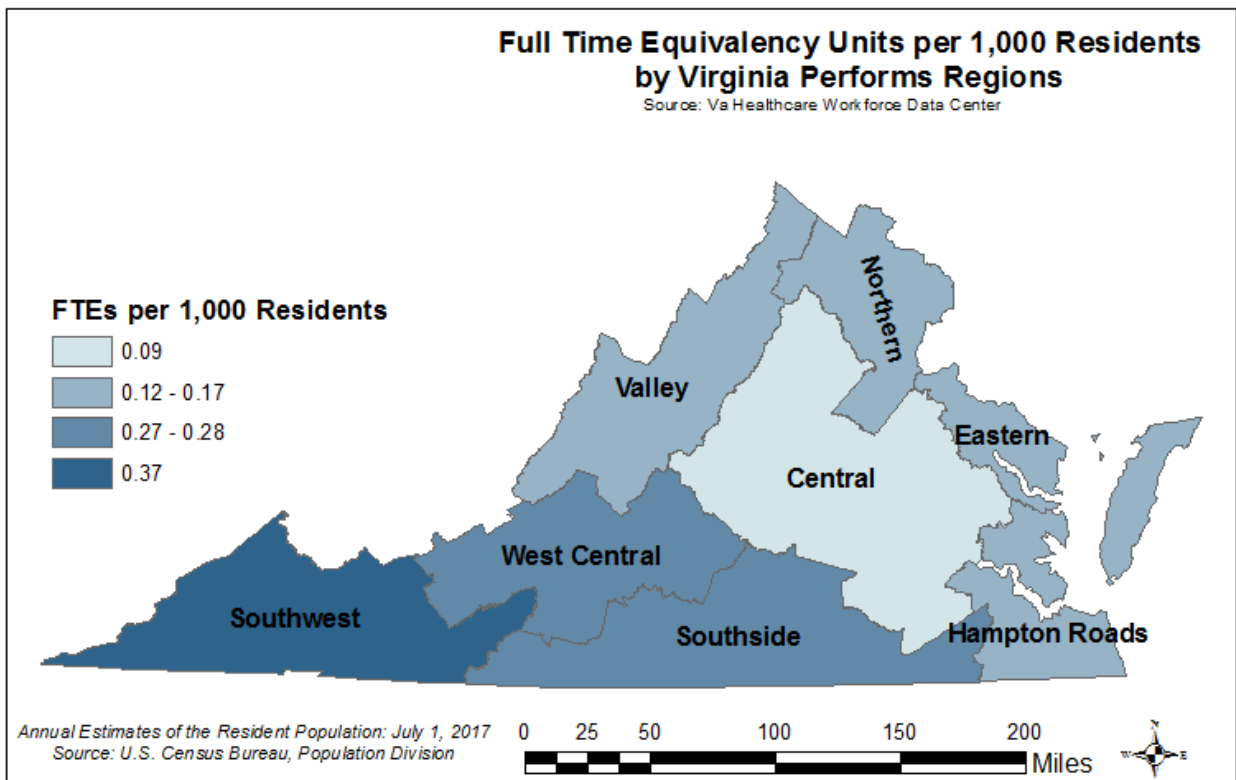 Full Time Equivalency Units per 1,000 Residents
by Virginia Performs Regions
Source: Va Healthcare Workforce Data Center
FTEs per 1,000 Residents
0.09
0.12 - 0.17
0.27 - 0.28
0.37
Northern
Valley
Eastern
Central
West Central
Southwest
Southside
Hampton Roads
Annual Estimates of the Resident Population: July 1, 2017
Source: U.S. Census Bureau, Population Division
0 25 50 100 150 200
Miles
N
W E
S